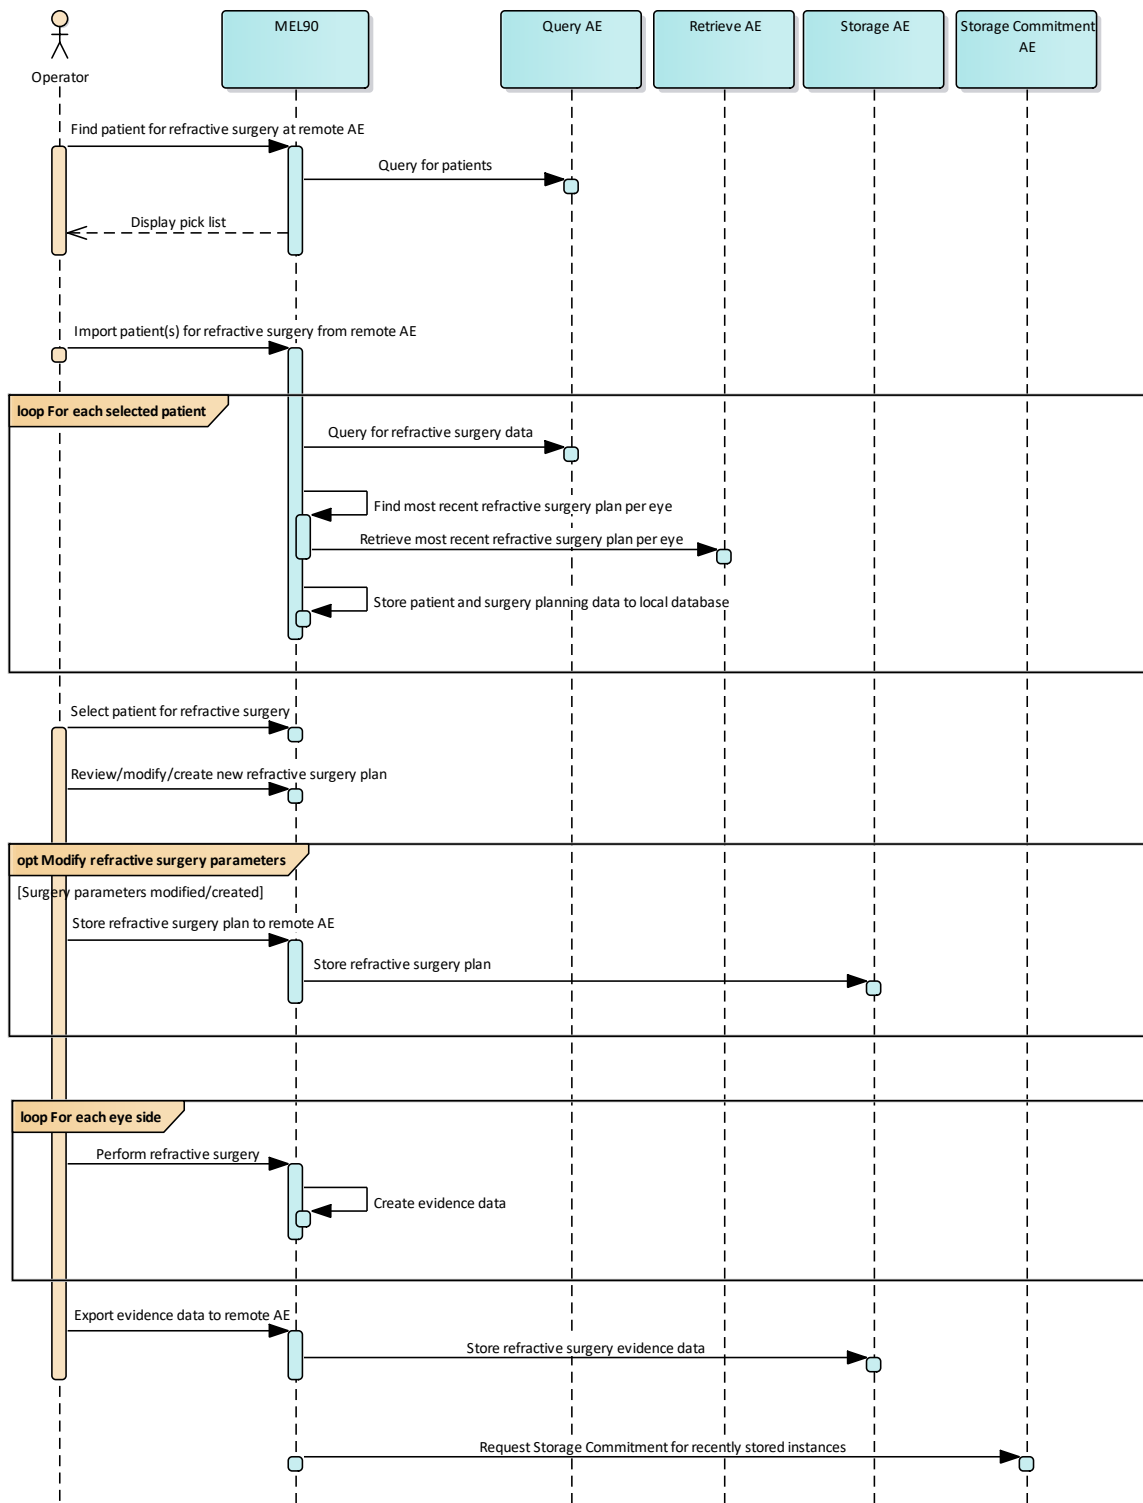 Operator
MEL90
Query AE
Retrieve AE
Storage AE
Storage Commitment
AE
Find patient for refractive surgery at remote AE
Query for patients
Display pick list
Import patient(s) for refractive surgery from remote AE
loop For each selected patient
Query for refractive surgery data
Find most recent refractive surgery plan per eye
Retrieve most recent refractive surgery plan per eye
Store patient and surgery planning data to local database
Select patient for refractive surgery
Review/modify/create new refractive surgery plan
opt Modify refractive surgery parameters
[Surgery parameters modified/created]
Store refractive surgery plan to remote AE
Store refractive surgery plan
loop For each eye side
Perform refractive surgery
Create evidence data
Export evidence data to remote AE
Store refractive surgery evidence data
Request Storage Commitment for recently stored instances